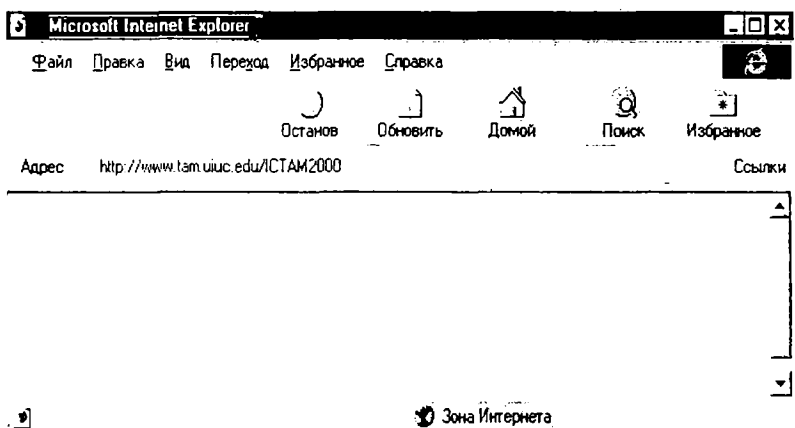 Microsoft Internet Explorer
Файл Правка Вид Переход Избранное Справка
Останов Обновить Домой Поиск Избранное
Адрес http://www.tam.uiuc.edu/ICTAM2000 Ссылки
Зона Интернета